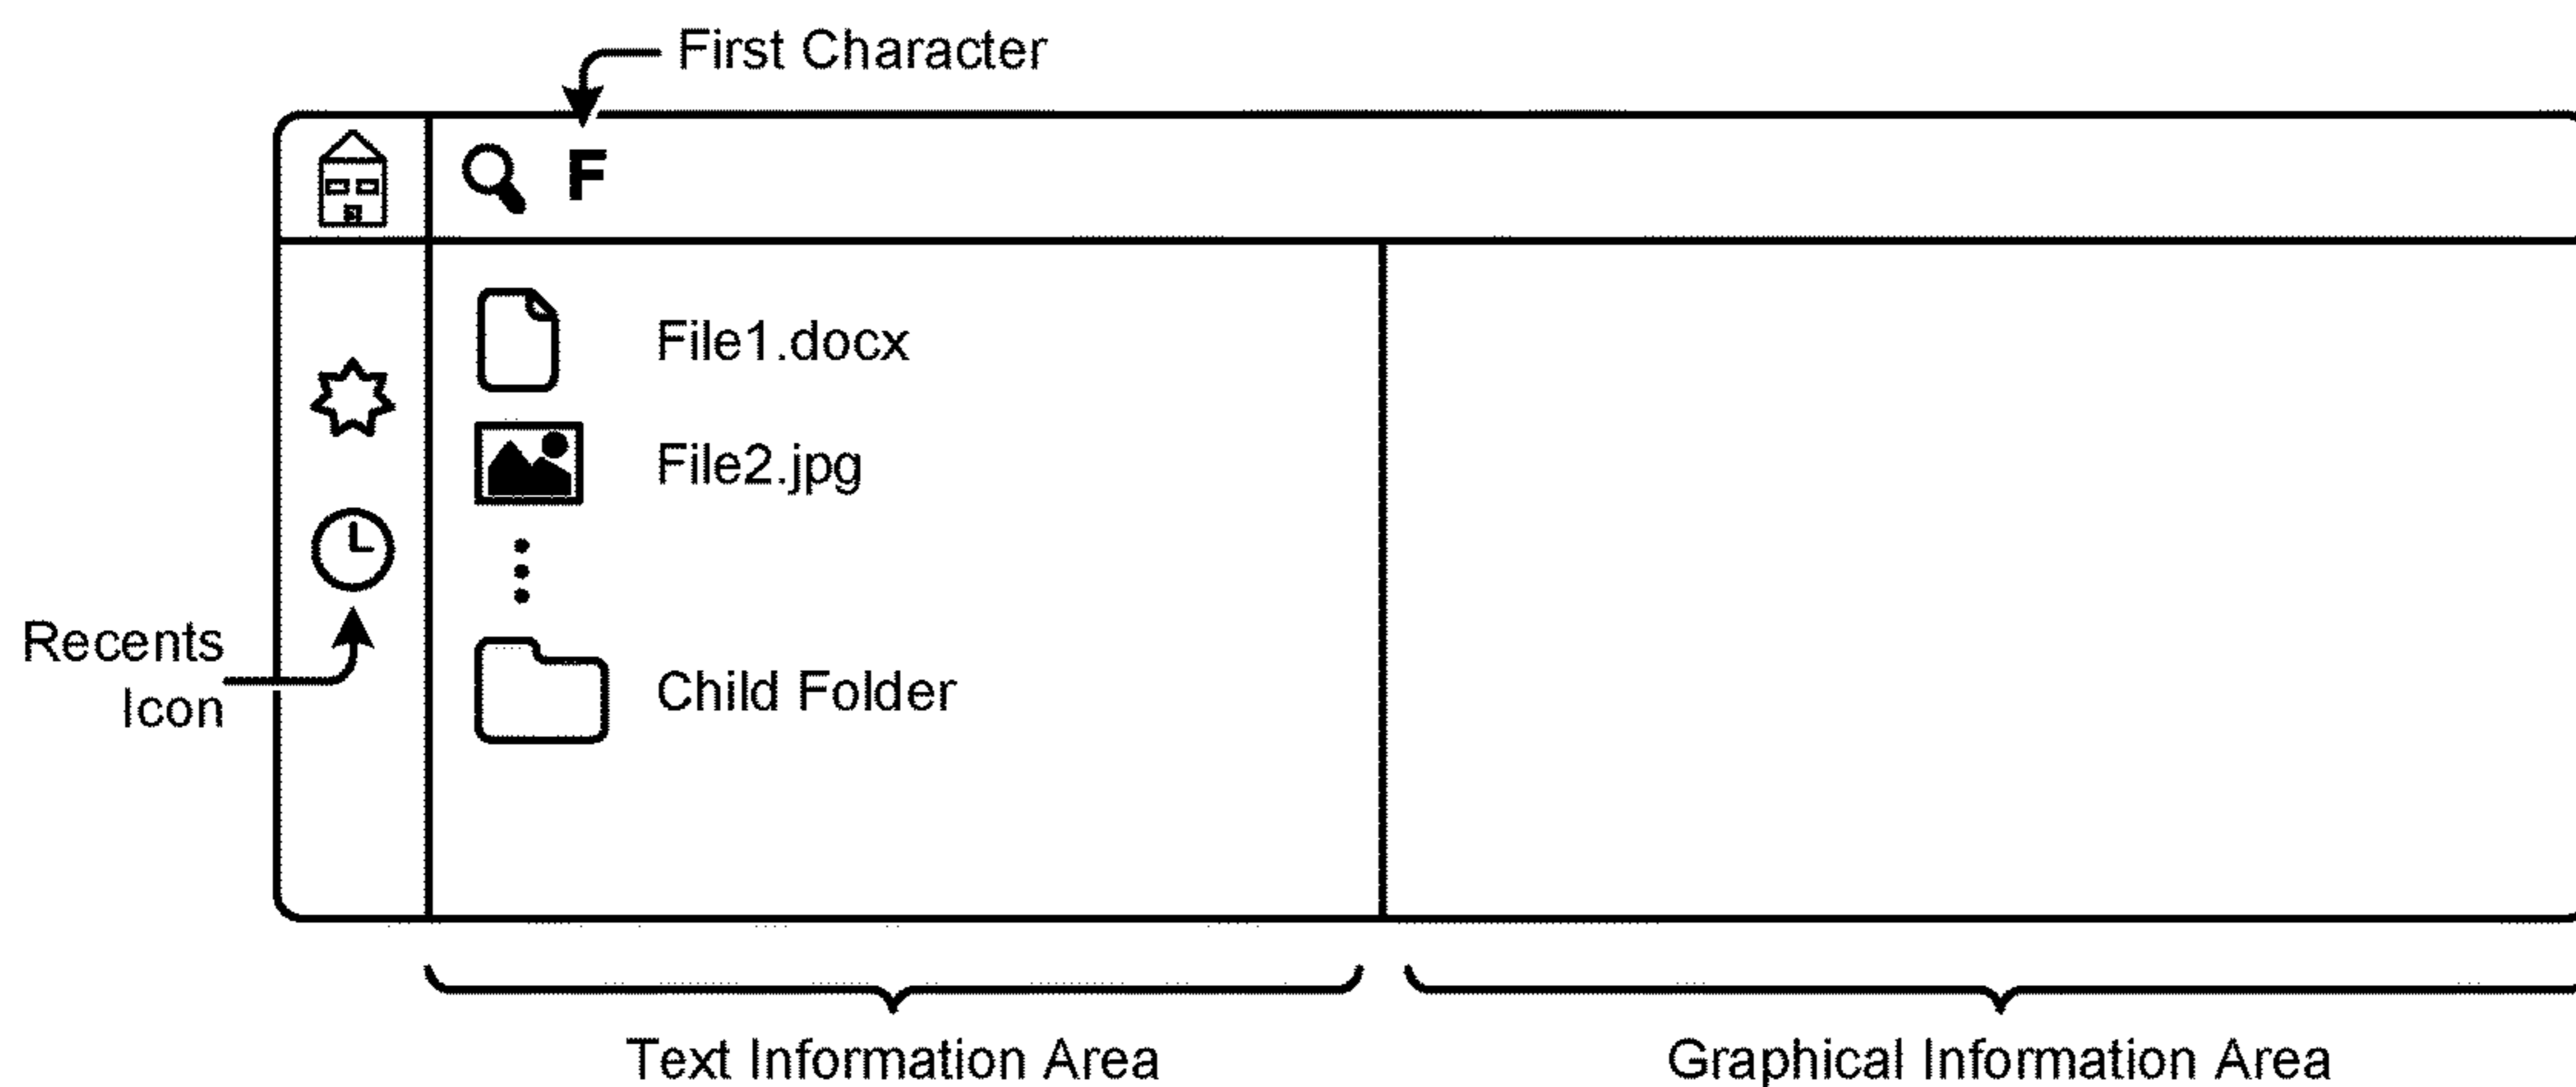 First Character
F
File1.docx
File2.jpg
Recents
Icon
Child Folder
Text Information Area
Graphical Information Area